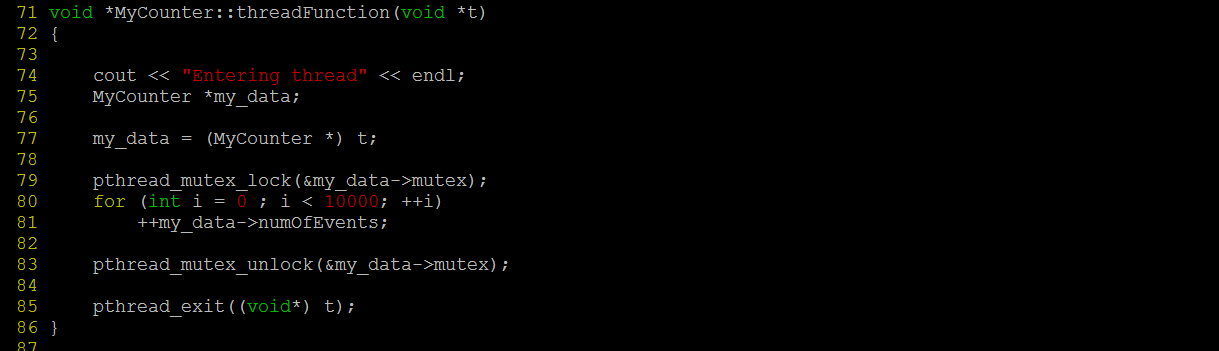 71 void *MyCounter::threadFunction(void *t)
72 {
73
74     cout << "Entering thread" << endl;
75     MyCounter *my_data;
76
77     my_data = (MyCounter *) t;
78
79     pthread_mutex_lock(&my_data->mutex);
80     for (int i = 0 ; i < 10000; ++i)
81         ++my_data->numOfEvents;
82
83     pthread_mutex_unlock(&my_data->mutex);
84
85     pthread_exit((void*) t);
86 }
87